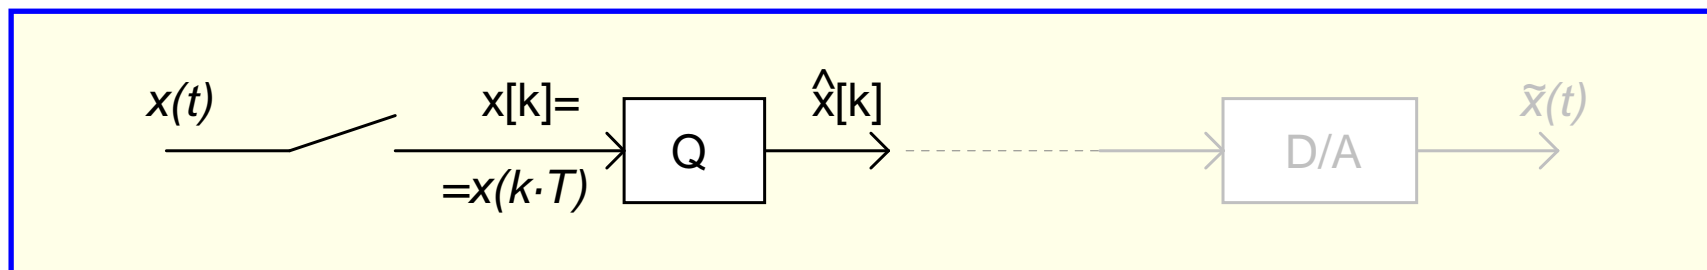 x(t)
x[k]=
=x(k·T)
Q
x̂[k]
D/A
x̃(t)